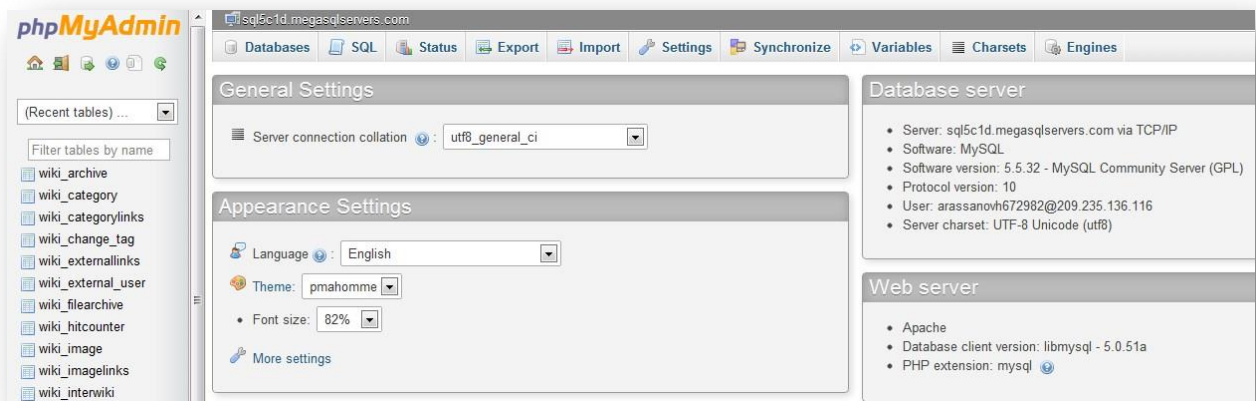 phpMyAdmin
(Recent tables) ...
Filter tables by name
wiki_archive
wiki_category
wiki_categorylinks
wiki_change_tag
wiki_externallinks
wiki_external_user
wiki_filearchive
wiki_hitcounter
wiki_image
wiki_imagelinks
wiki_interwiki
sql5c1d.megasqlservers.com
Databases SQL Status Export Import Settings Synchronize Variables Charsets Engines
General Settings
Server connection collation : utf8_general_ci
Appearance Settings
Language : English
Theme: pmahomme
Font size: 82%
More settings
Database server
Server: sql5c1d.megasqlservers.com via TCP/IP
Software: MySQL
Software version: 5.5.32 - MySQL Community Server (GPL)
Protocol version: 10
User: arassanovh672982@209.235.136.116
Server charset: UTF-8 Unicode (utf8)
Web server
Apache
Database client version: libmysql - 5.0.51a
PHP extension: mysql